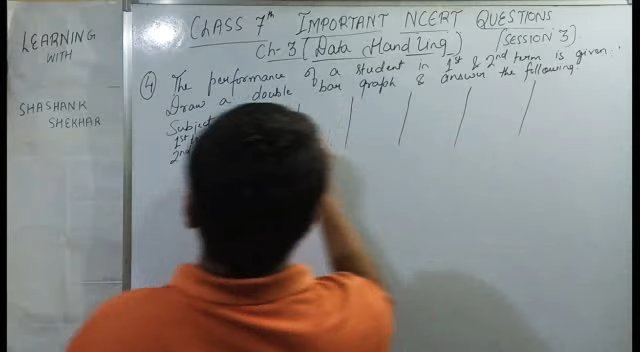 LEARNING
WITH
SHASHANK
SHEKHAR
CLASS 7th IMPORTANT NCERT QUESTIONS
Ch-3 (Data Handling) (SESSION 3)
④ The performance of a student in 1st & 2nd term is given..
Draw a double bar graph & answer the following.
Subject
1st
2nd